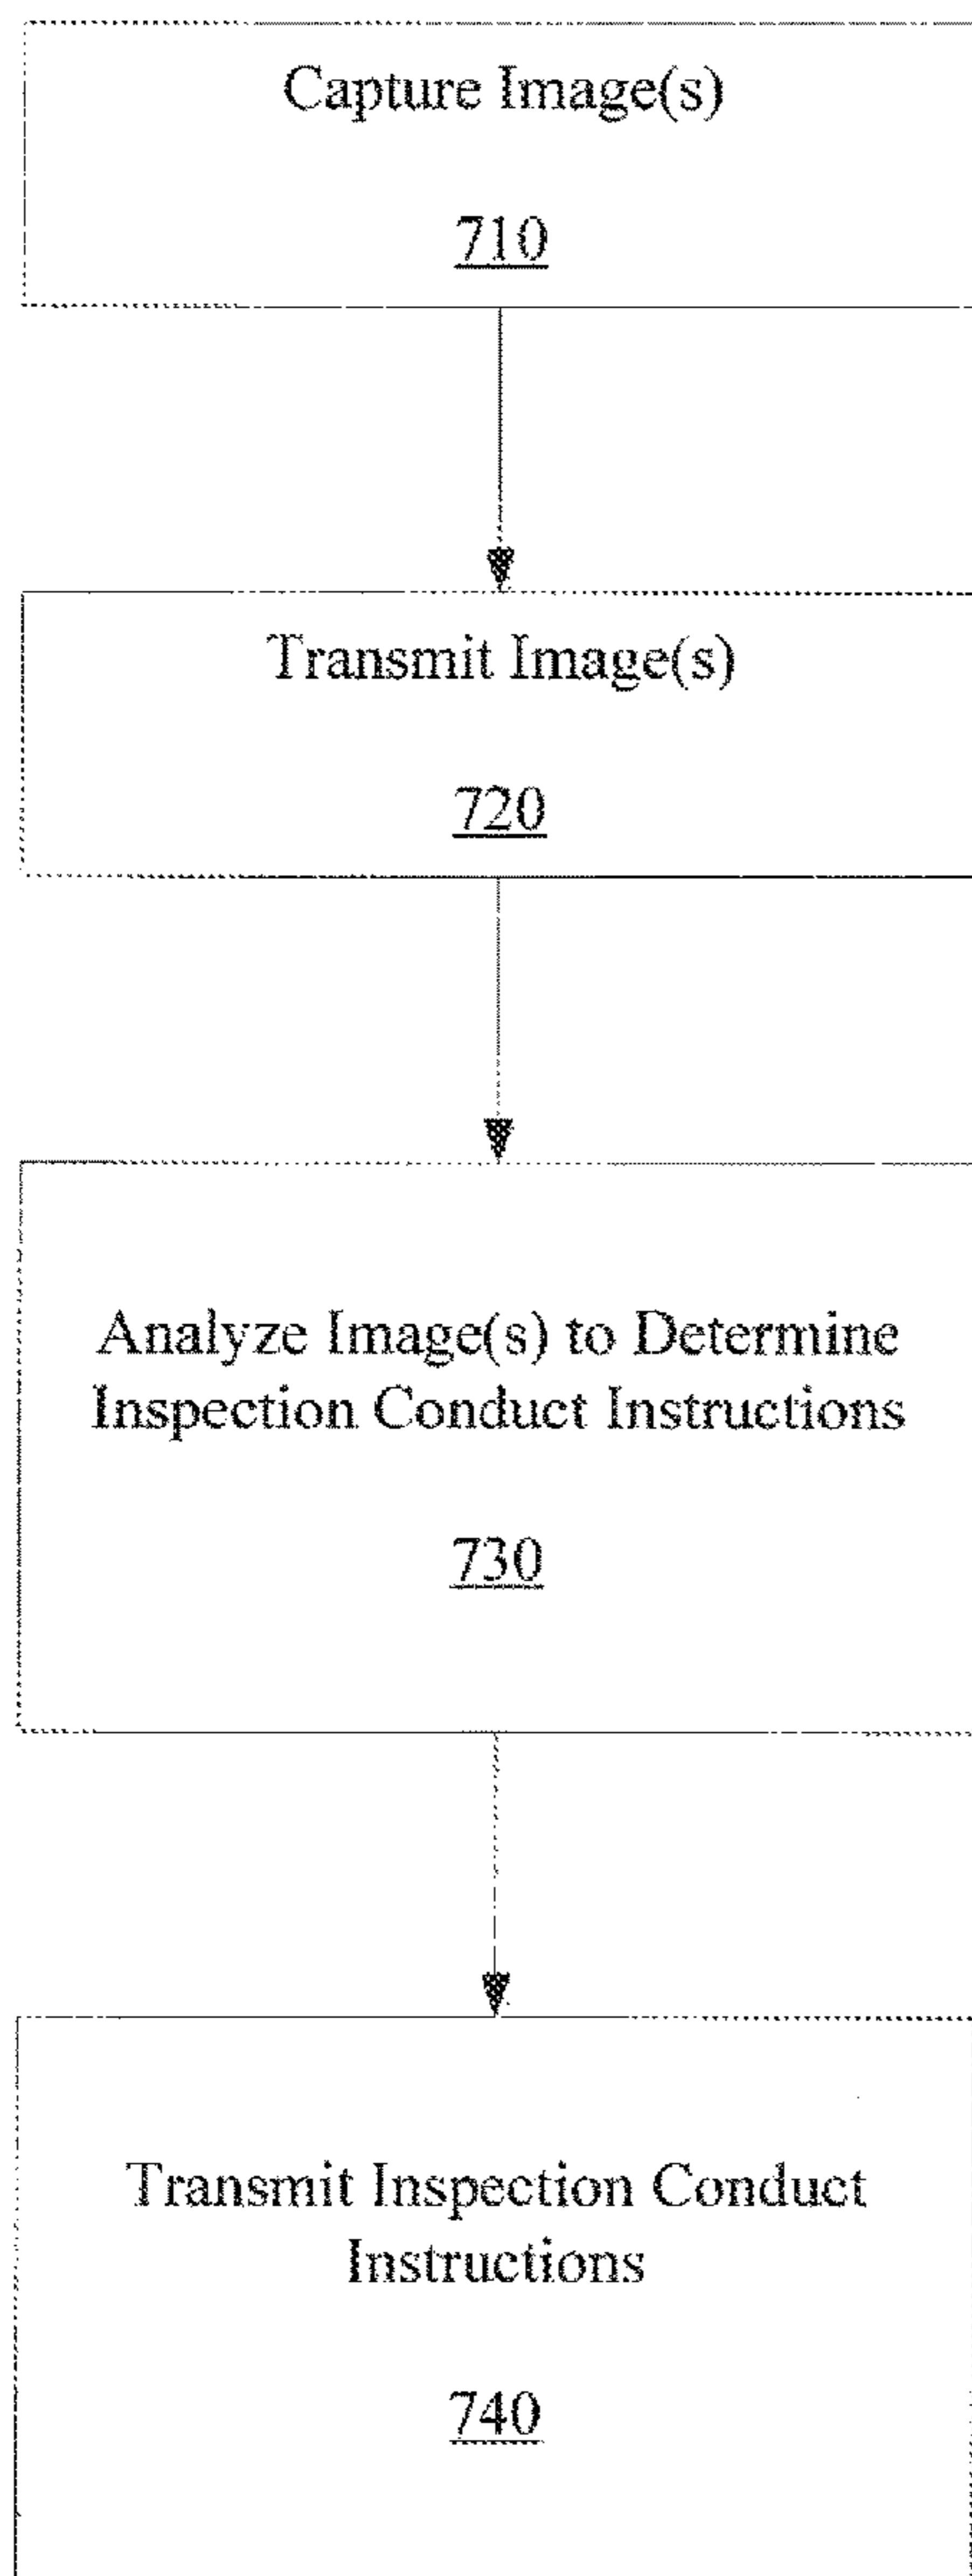 Capture Image(s)
710
Transmit Image(s)
720
Analyze Image(s) to Determine
Inspection Conduct Instructions
730
Transmit Inspection Conduct
Instructions
740